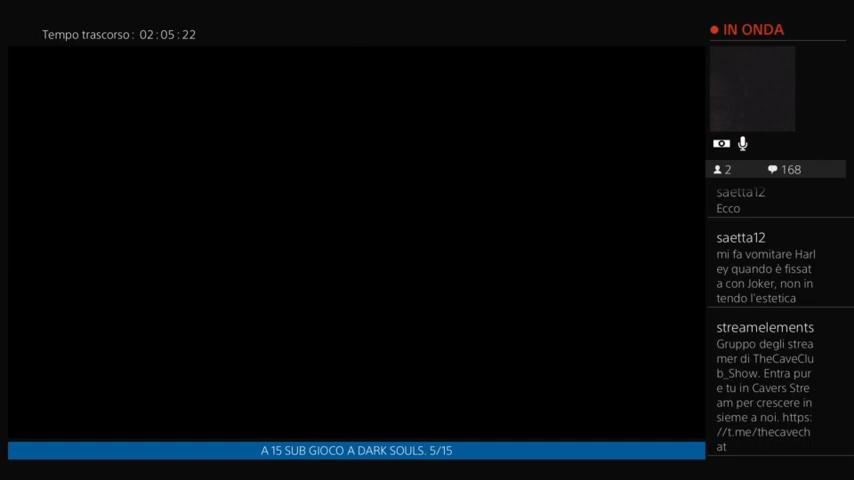 Tempo trascorso: 02:05:22
IN ONDA
2 168
saetta12
Ecco
saetta12
mi fa vomitare Harl
ey quando è fissat
a con Joker, non in
tendo l'estetica
streamelements
Gruppo degli strea
mer di TheCaveClu
b_Show. Entra pur
e tu in Cavers Stre
am per crescere in
sieme a noi. https:
//t.me/thecavech
at
A 15 SUB GIOCO A DARK SOULS. 5/15